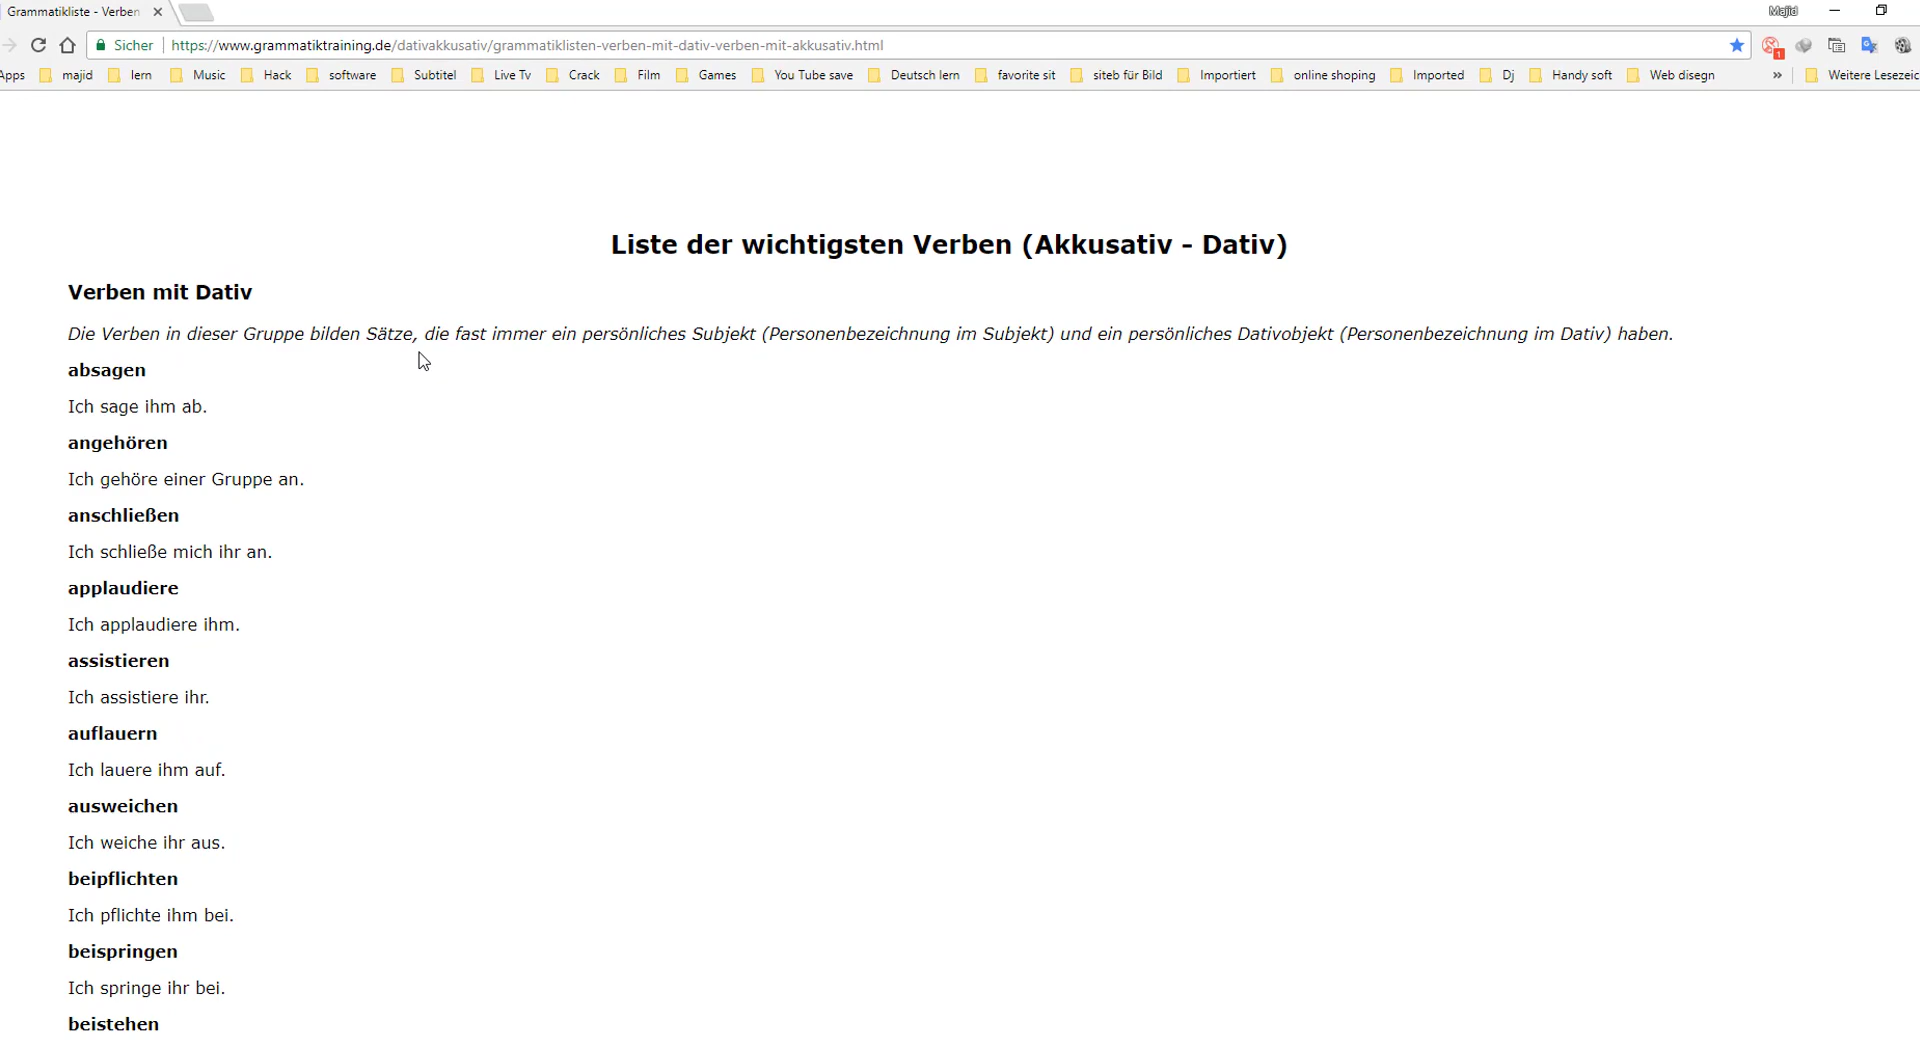 Grammatikliste - Verben
Majid
Sicher https://www.grammatiktraining.de/dativakkusativ/grammatiklisten-verben-mit-dativ-verben-mit-akkusativ.html
1
Apps majid lern Music Hack software Subtitel Live Tv Crack Film Games You Tube save Deutsch lern favorite sit siteb für Bild Importiert online shoping Imported Dj Handy soft Web disegn » Weitere Lesezeic
Liste der wichtigsten Verben (Akkusativ - Dativ)
Verben mit Dativ
Die Verben in dieser Gruppe bilden Sätze, die fast immer ein persönliches Subjekt (Personenbezeichnung im Subjekt) und ein persönliches Dativobjekt (Personenbezeichnung im Dativ) haben.
absagen
Ich sage ihm ab.
angehören
Ich gehöre einer Gruppe an.
anschließen
Ich schließe mich ihr an.
applaudiere
Ich applaudiere ihm.
assistieren
Ich assistiere ihr.
auflauern
Ich lauere ihm auf.
ausweichen
Ich weiche ihr aus.
beipflichten
Ich pflichte ihm bei.
beispringen
Ich springe ihr bei.
beistehen